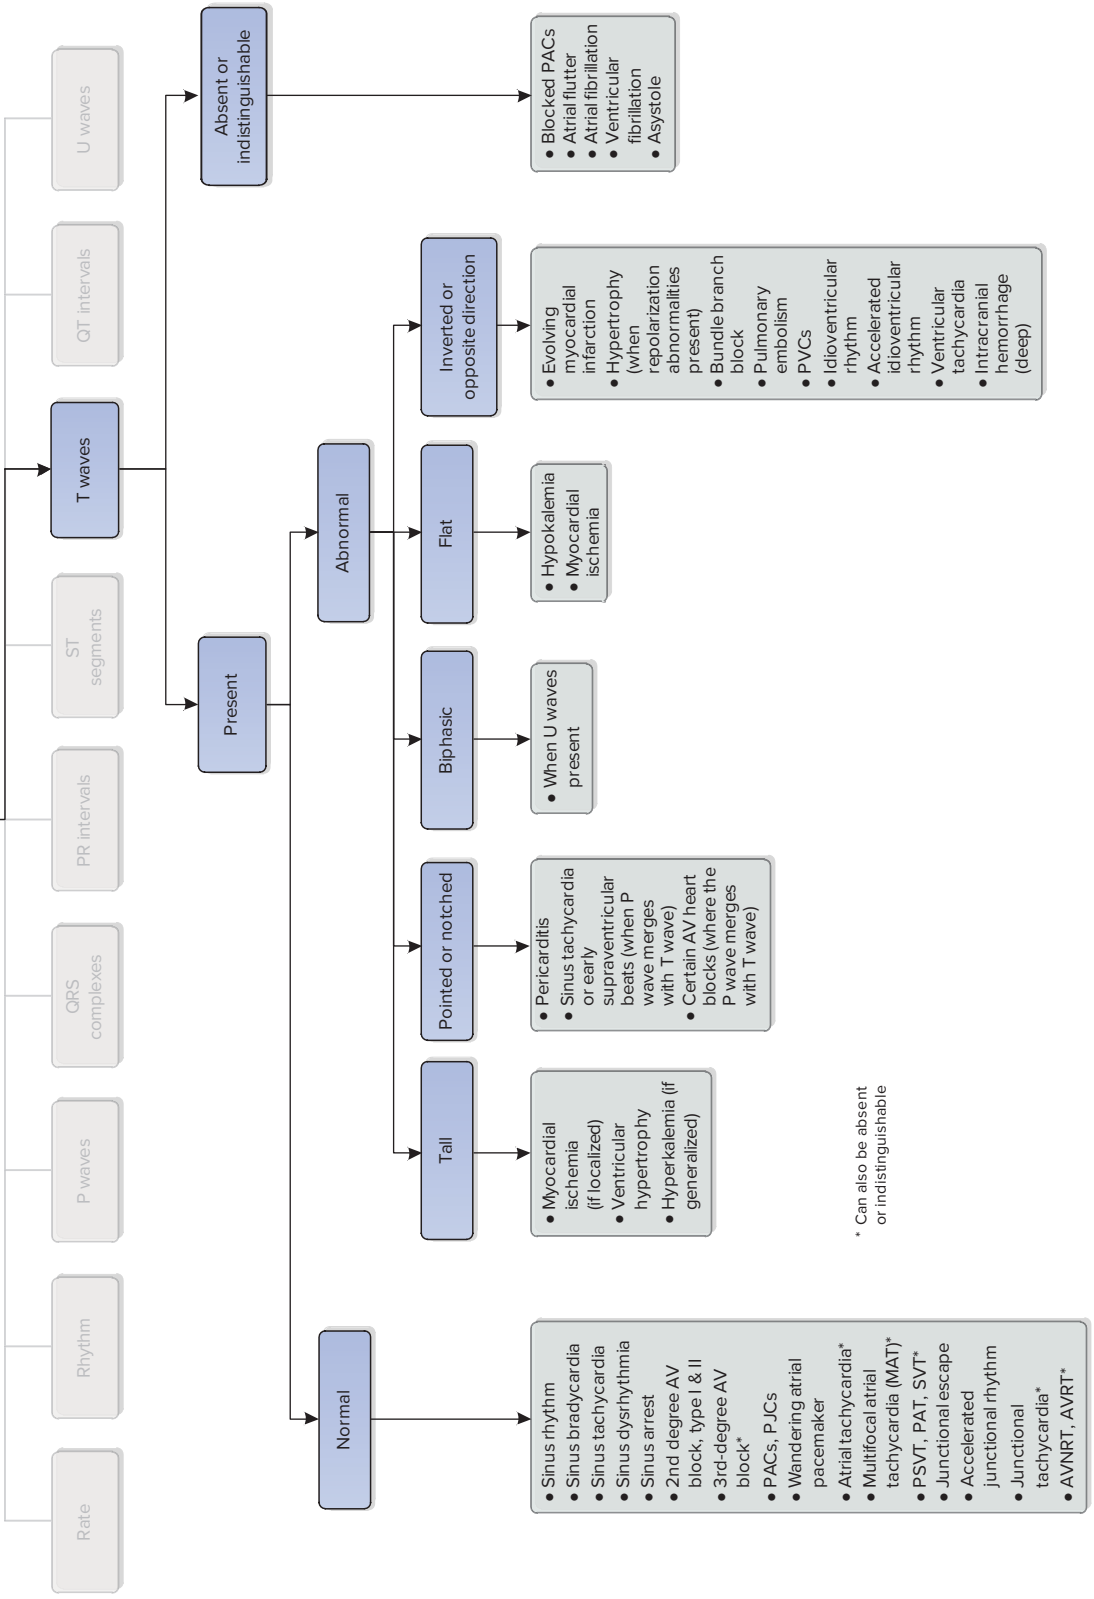 Rate
Rhythm
P waves
QRS
complexes
PR intervals
ST
segments
T waves
QT intervals
U waves
Present
Absent or
indistinguishable
Normal
Abnormal
Tall
Pointed or notched
Biphasic
Flat
Inverted or
opposite direction
• Sinus rhythm
• Sinus bradycardia
• Sinus tachycardia
• Sinus dysrhythmia
• Sinus arrest
• 2nd degree AV
block, type I & II
• 3rd-degree AV
block*
• PACs, PJCs
• Wandering atrial
pacemaker
• Atrial tachycardia*
• Multifocal atrial
tachycardia (MAT)*
• PSVT, PAT, SVT*
• Junctional escape
• Accelerated
junctional rhythm
• Junctional
tachycardia*
• AVNRT, AVRT*
• Myocardial
ischemia
(if localized)
• Ventricular
hypertrophy
• Hyperkalemia (if
generalized)
• Pericarditis
• Sinus tachycardia
or early
supraventricular
beats (when P
wave merges
with T wave)
• Certain AV heart
blocks (where the
P wave merges
with T wave)
• When U waves
present
• Hypokalemia
• Myocardial
ischemia
• Evolving
myocardial
infarction
• Hypertrophy
(when
repolarization
abnormalities
present)
• Bundle branch
block
• Pulmonary
embolism
• PVCs
• Idioventricular
rhythm
• Accelerated
idioventricular
rhythm
• Ventricular
tachycardia
• Intracranial
hemorrhage
(deep)
• Blocked PACs
• Atrial flutter
• Atrial fibrillation
• Ventricular
fibrillation
• Asystole
* Can also be absent
or indistinguishable